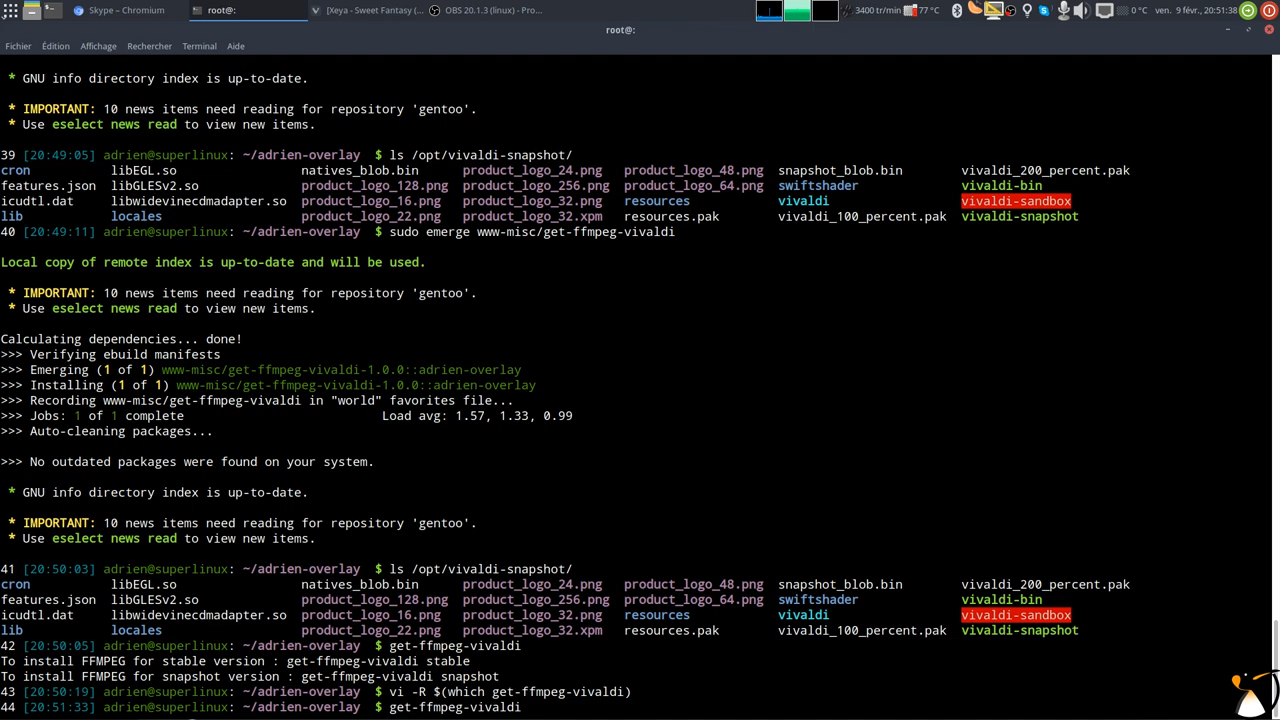 Skype – Chromium
root@:
[Xeya - Sweet Fantasy (...
OBS 20.1.3 (linux) - Pro...
3400 tr/min
77 °C
0 °C
ven. 9 févr., 20:51:38
root@:
Fichier Édition Affichage Rechercher Terminal Aide
* GNU info directory index is up-to-date.
* IMPORTANT: 10 news items need reading for repository 'gentoo'.
* Use eselect news read to view new items.
39 [20:49:05] adrien@superlinux: ~/adrien-overlay $ ls /opt/vivaldi-snapshot/
cron libEGL.so natives_blob.bin product_logo_24.png product_logo_48.png snapshot_blob.bin vivaldi_200_percent.pak
features.json libGLESv2.so product_logo_128.png product_logo_256.png product_logo_64.png swiftshader vivaldi-bin
icudtl.dat libwidevinecdmadapter.so product_logo_16.png product_logo_32.png resources vivaldi vivaldi-sandbox
lib locales product_logo_22.png product_logo_32.xpm resources.pak vivaldi_100_percent.pak vivaldi-snapshot
40 [20:49:11] adrien@superlinux: ~/adrien-overlay $ sudo emerge www-misc/get-ffmpeg-vivaldi
Local copy of remote index is up-to-date and will be used.
* IMPORTANT: 10 news items need reading for repository 'gentoo'.
* Use eselect news read to view new items.
Calculating dependencies... done!
>>> Verifying ebuild manifests
>>> Emerging (1 of 1) www-misc/get-ffmpeg-vivaldi-1.0.0::adrien-overlay
>>> Installing (1 of 1) www-misc/get-ffmpeg-vivaldi-1.0.0::adrien-overlay
>>> Recording www-misc/get-ffmpeg-vivaldi in "world" favorites file...
>>> Jobs: 1 of 1 complete Load avg: 1.57, 1.33, 0.99
>>> Auto-cleaning packages...
>>> No outdated packages were found on your system.
* GNU info directory index is up-to-date.
* IMPORTANT: 10 news items need reading for repository 'gentoo'.
* Use eselect news read to view new items.
41 [20:50:03] adrien@superlinux: ~/adrien-overlay $ ls /opt/vivaldi-snapshot/
cron libEGL.so natives_blob.bin product_logo_24.png product_logo_48.png snapshot_blob.bin vivaldi_200_percent.pak
features.json libGLESv2.so product_logo_128.png product_logo_256.png product_logo_64.png swiftshader vivaldi-bin
icudtl.dat libwidevinecdmadapter.so product_logo_16.png product_logo_32.png resources vivaldi vivaldi-sandbox
lib locales product_logo_22.png product_logo_32.xpm resources.pak vivaldi_100_percent.pak vivaldi-snapshot
42 [20:50:05] adrien@superlinux: ~/adrien-overlay $ get-ffmpeg-vivaldi
To install FFMPEG for stable version : get-ffmpeg-vivaldi stable
To install FFMPEG for snapshot version : get-ffmpeg-vivaldi snapshot
43 [20:50:19] adrien@superlinux: ~/adrien-overlay $ vi -R $(which get-ffmpeg-vivaldi)
44 [20:51:33] adrien@superlinux: ~/adrien-overlay $ get-ffmpeg-vivaldi